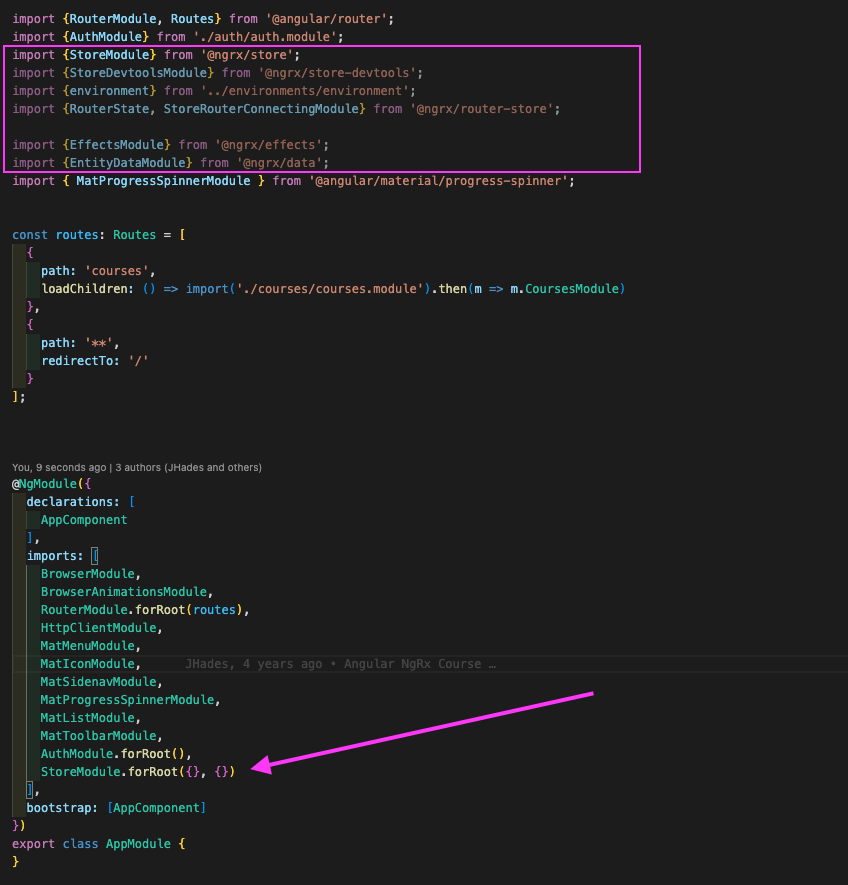 import {RouterModule, Routes} from '@angular/router';
import {AuthModule} from './auth/auth.module';
import {StoreModule} from '@ngrx/store';
import {StoreDevtoolsModule} from '@ngrx/store-devtools';
import {environment} from '../environments/environment';
import {RouterState, StoreRouterConnectingModule} from '@ngrx/router-store';
import {EffectsModule} from '@ngrx/effects';
import {EntityDataModule} from '@ngrx/data';
import { MatProgressSpinnerModule } from '@angular/material/progress-spinner';
const routes: Routes = [
{
path: 'courses',
loadChildren: () => import('./courses/courses.module').then(m => m.CoursesModule)
},
{
path: '**',
redirectTo: '/'
}
];
You, 9 seconds ago | 3 authors (JHades and others)
@NgModule({
declarations: [
AppComponent
],
imports: [
BrowserModule,
BrowserAnimationsModule,
RouterModule.forRoot(routes),
HttpClientModule,
MatMenuModule,
MatIconModule, JHades, 4 years ago • Angular NgRx Course …
MatSidenavModule,
MatProgressSpinnerModule,
MatListModule,
MatToolbarModule,
AuthModule.forRoot(),
StoreModule.forRoot({}, {})
],
bootstrap: [AppComponent]
})
export class AppModule {
}